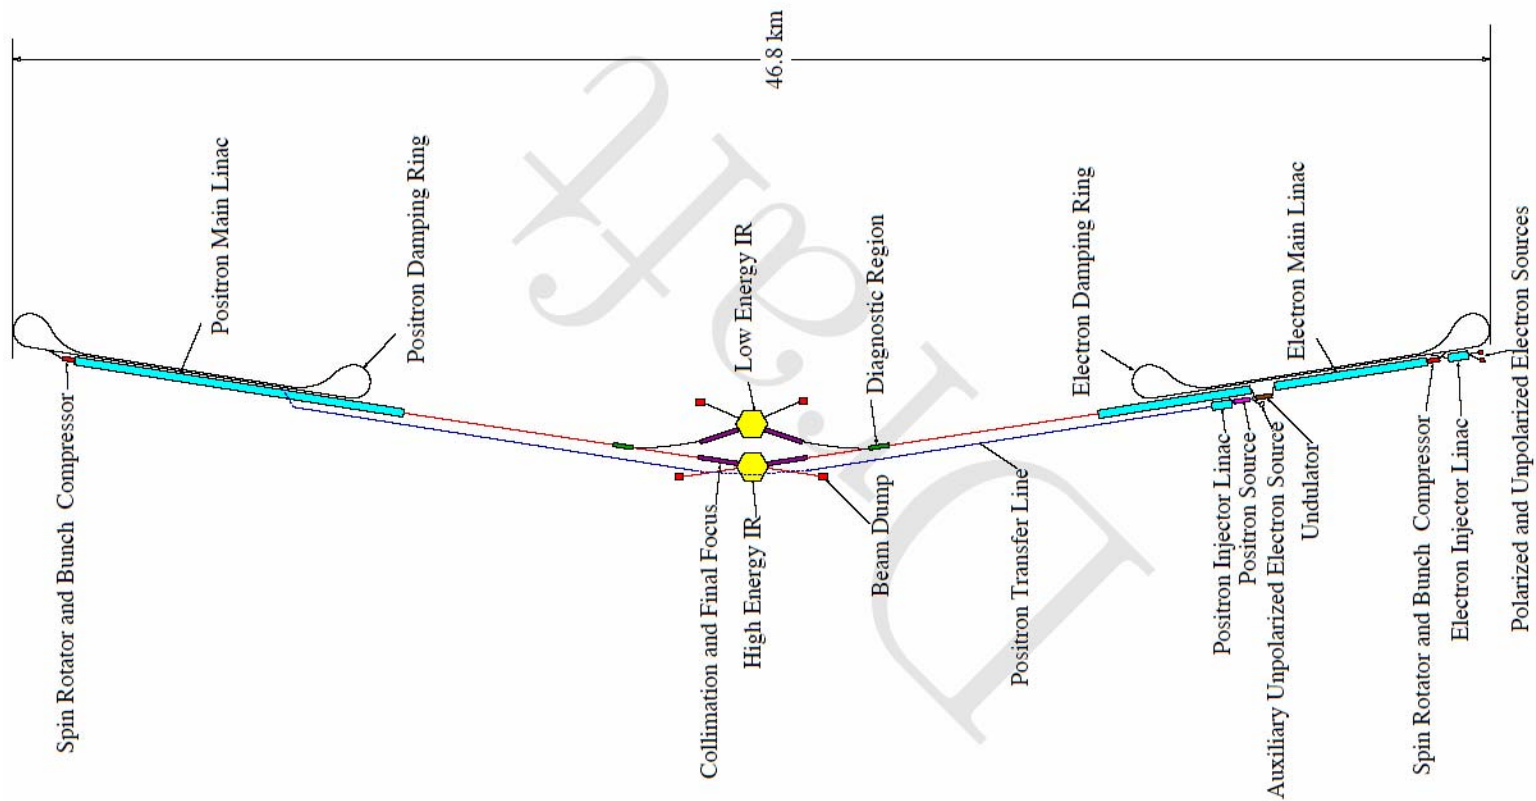 46.8 km
Spin Rotator and Bunch Compressor
Positron Main Linac
Positron Damping Ring
Collimation and Final Focus
High Energy IR
Low Energy IR
Beam Dump
Diagnostic Region
Positron Transfer Line
Electron Damping Ring
Positron Injector Linac
Positron Source
Auxiliary Unpolarized Electron Source
Undulator
Electron Main Linac
Spin Rotator and Bunch Compressor
Electron Injector Linac
Polarized and Unpolarized Electron Sources
Draft